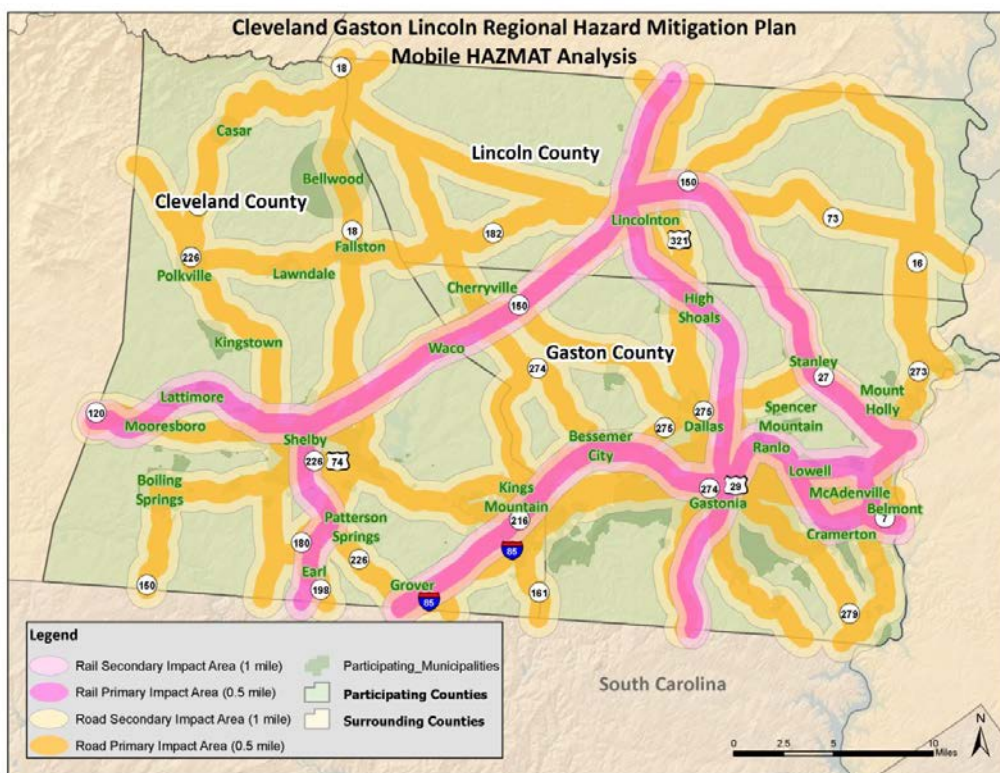 Cleveland Gaston Lincoln Regional Hazard Mitigation Plan
Mobile HAZMAT Analysis
18
Casar
Lincoln County
Bellwood
150
Cleveland County
Lincolnton
73
18
182
321
Fallston
226
16
Polkville
Lawndale
Cherryville
High
Shoals
150
Kingstown
Waco
Gaston County
Stanley
274
27
273
Mount
Holly
Lattimore
120
Mooresboro
275
Dallas
Spencer
Mountain
275
Bessemer
City
Ranlo
Shelby
226
74
Lowell
Boiling
Springs
Kings
Mountain
274
29
Gastonia
McAdenville
Belmont
7
216
Cramerton
Patterson
Springs
180
226
85
Earl
Grover
150
198
85
161
279
Legend
Rail Secondary Impact Area (1 mile)
Rail Primary Impact Area (0.5 mile)
Road Secondary Impact Area (1 mile)
Road Primary Impact Area (0.5 mile)
Participating_Municipalities
Participating Counties
Surrounding Counties
South Carolina
0 2.5 5 10
Miles
N